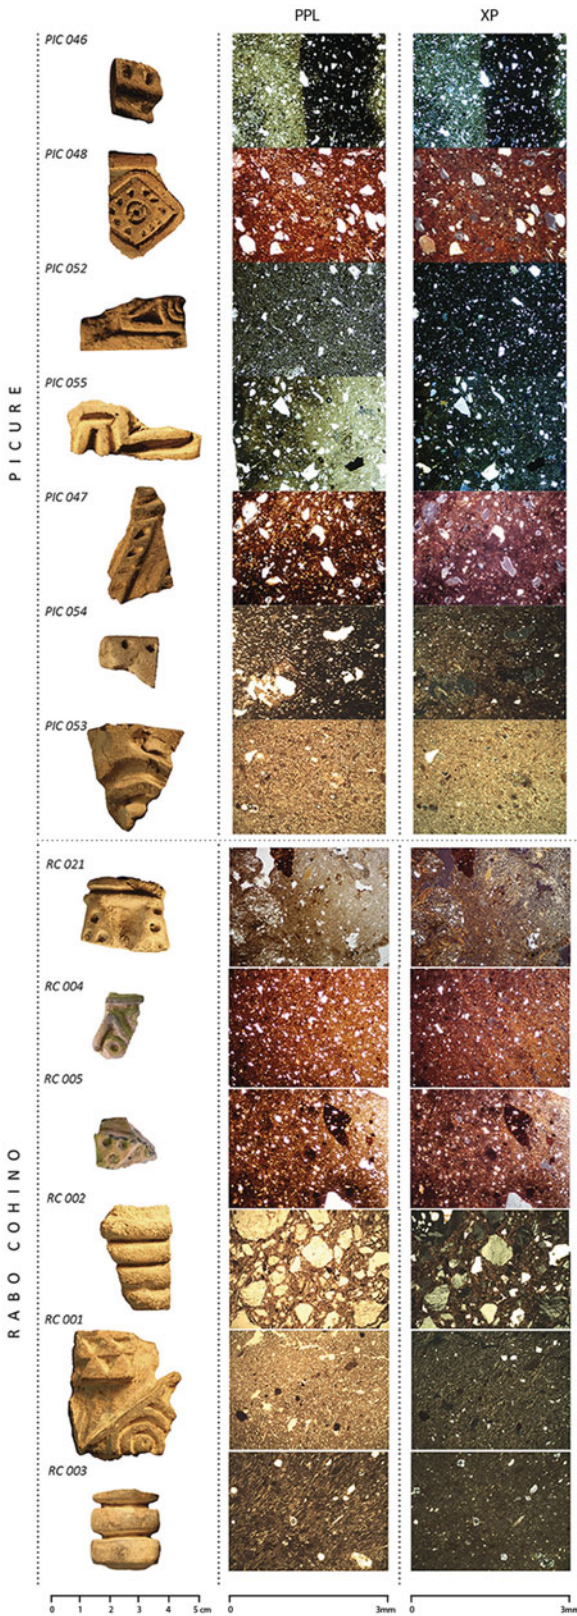 PPL
XP
PIC 046
PIC 048
PIC 052
PIC 055
PIC 047
PIC 054
PIC 053
PICURE
RC 021
RC 004
RC 005
RC 002
RC 001
RC 003
RABO COHINO
0 1 2 3 4 5 cm
0 3mm
0 3mm